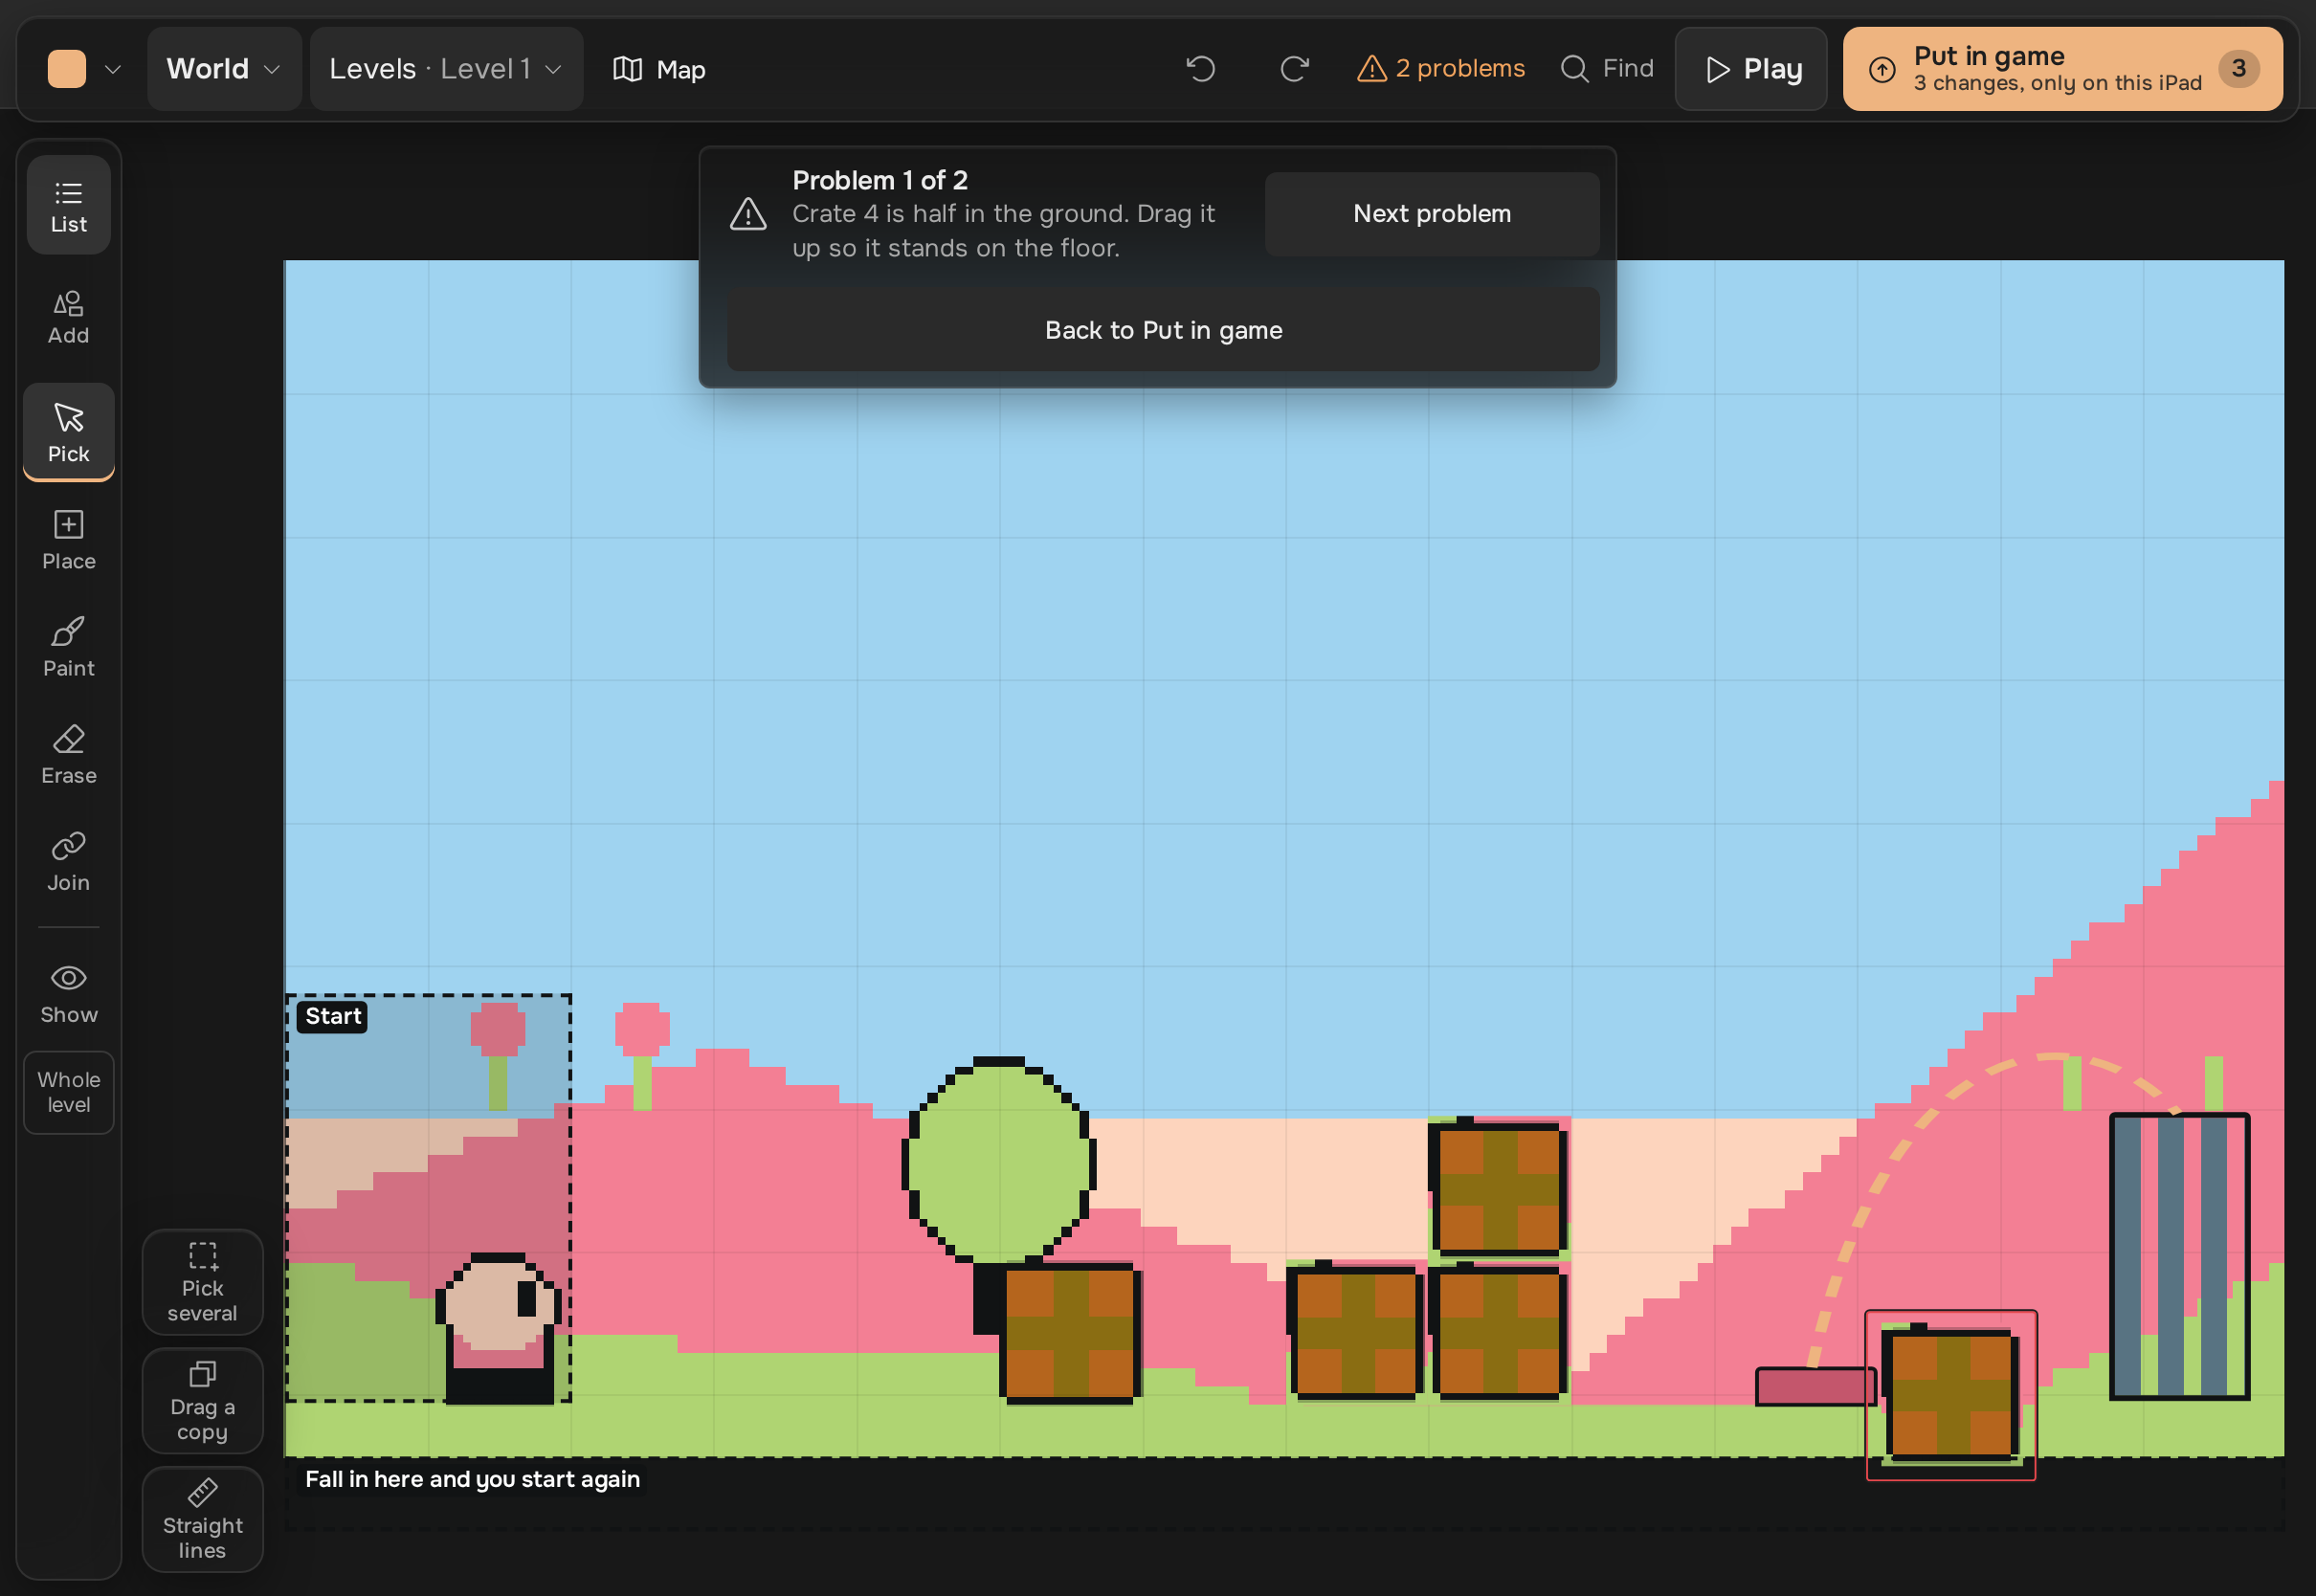 World
Levels · Level 1
Map
2 problems
Find
Play
Put in game
3 changes, only on this iPad
3
List
Add
Pick
Place
Paint
Erase
Join
Show
Whole
level
Problem 1 of 2
Crate 4 is half in the ground. Drag it
up so it stands on the floor.
Next problem
Back to Put in game
Start
Pick
several
Drag a
copy
Straight
lines
Fall in here and you start again